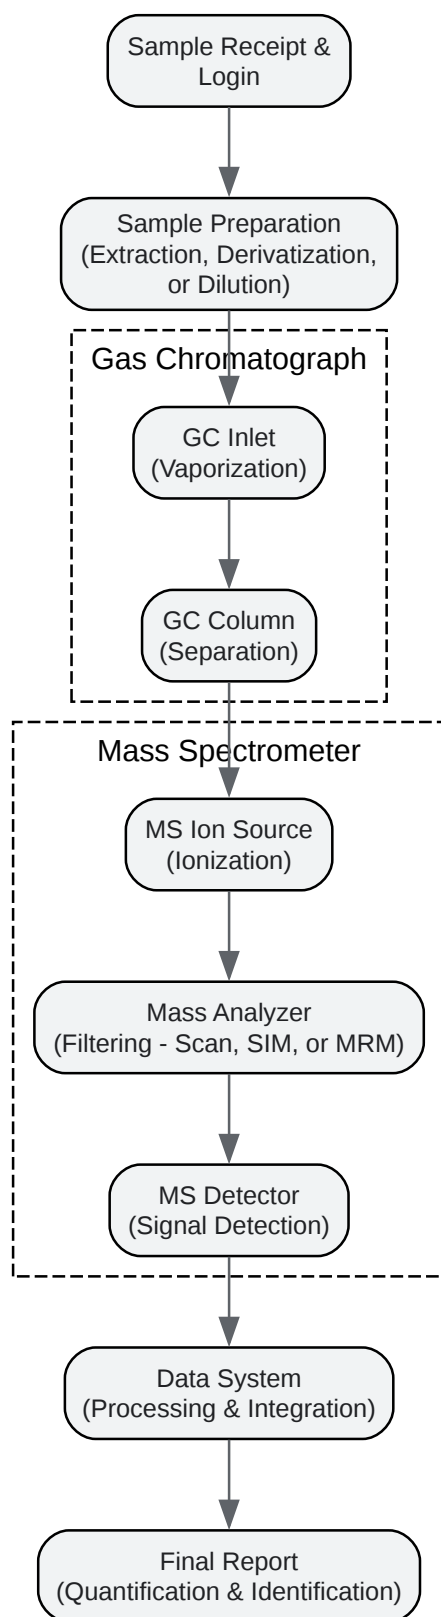 Sample Receipt &
Login
Sample Preparation
(Extraction, Derivatization,
or Dilution)
Gas Chromatograph
GC Inlet
(Vaporization)
GC Column
(Separation)
Mass Spectrometer
MS Ion Source
(Ionization)
Mass Analyzer
(Filtering - Scan, SIM, or MRM)
MS Detector
(Signal Detection)
Data System
(Processing & Integration)
Final Report
(Quantification & Identification)